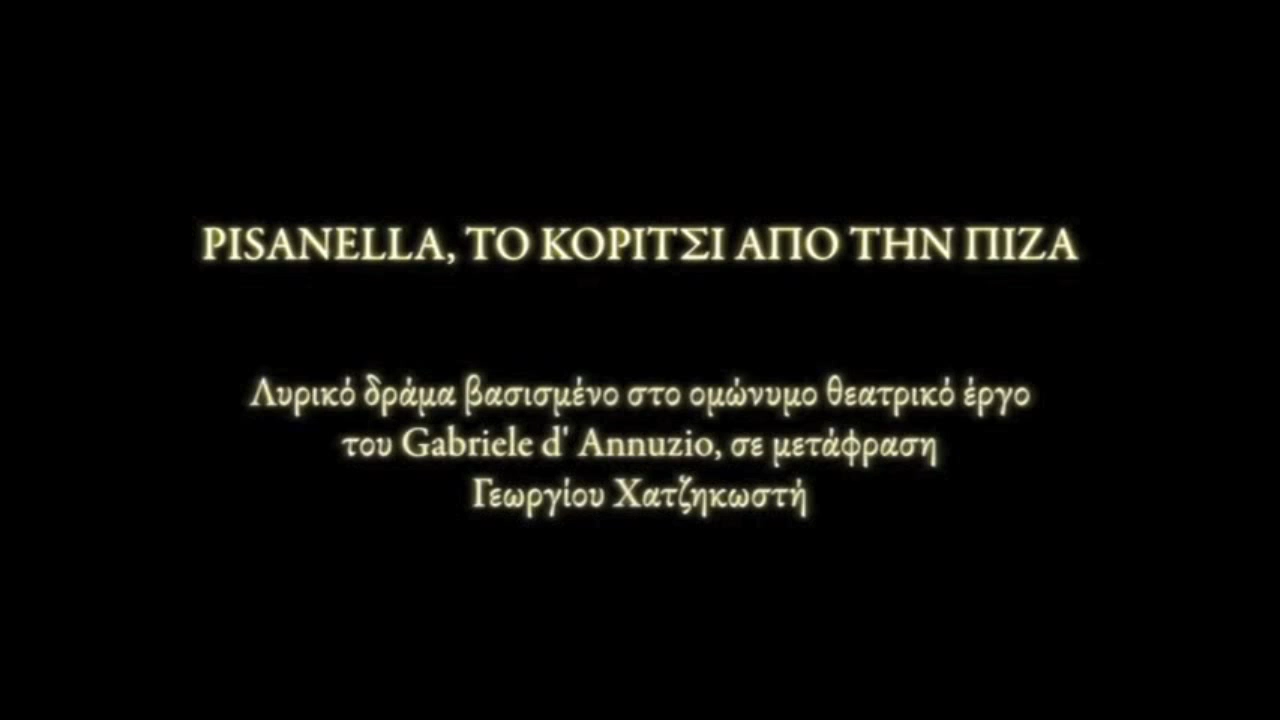 PISANELLA, ΤΟ ΚΟΡΙΤΣΙ ΑΠΟ ΤΗΝ ΠΙΖΑ
Λυρικό δράμα βασισμένο στο ομώνυμο θεατρικό έργο
του Gabriele d' Annuzio, σε μετάφραση
Γεωργίου Χατζηκωστή